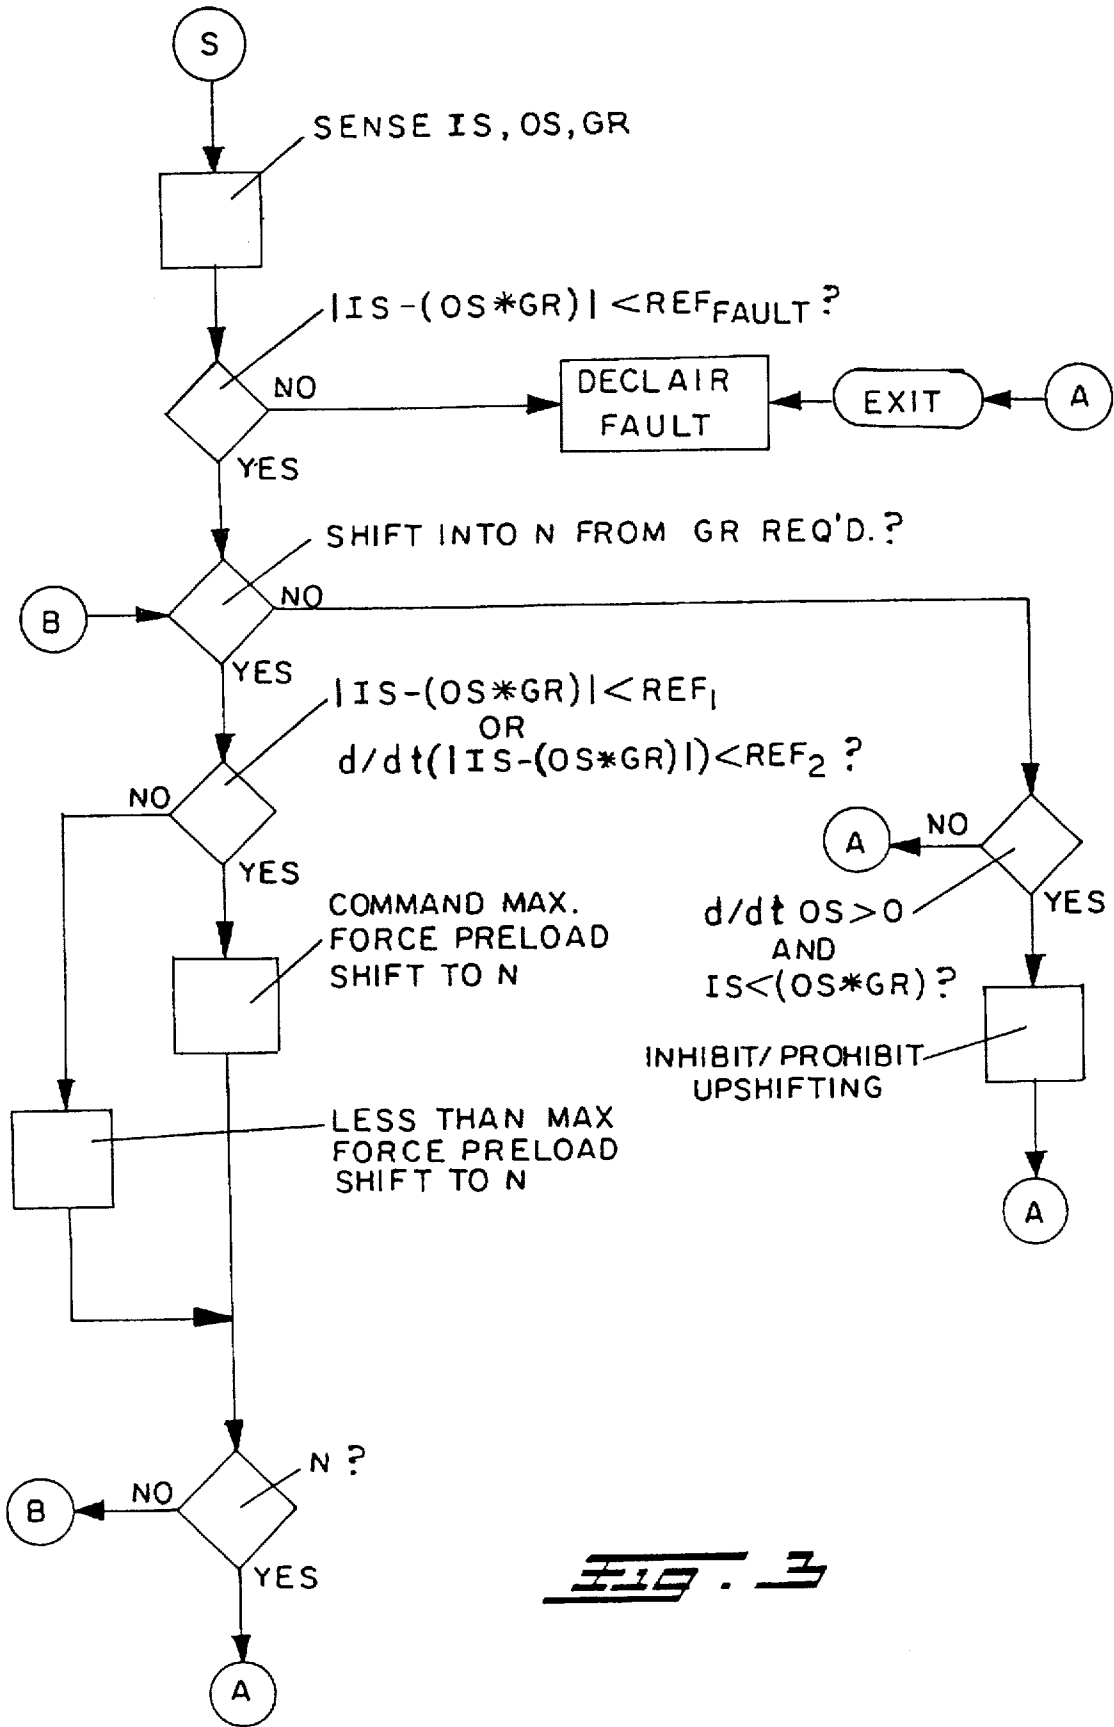 S
SENSE IS, OS, GR
|IS-(OS*GR)|<REF_FAULT?
NO
DECLAIR
FAULT
EXIT
A
YES
SHIFT INTO N FROM GR REQ'D.?
B
NO
YES
|IS-(OS*GR)|<REF₁
OR
d/dt(|IS-(OS*GR)|)<REF₂?
NO
YES
A
NO
YES
d/dt OS>0
AND
IS<(OS*GR)?
COMMAND MAX.
FORCE PRELOAD
SHIFT TO N
INHIBIT/PROHIBIT
UPSHIFTING
LESS THAN MAX
FORCE PRELOAD
SHIFT TO N
A
N?
B
NO
YES
A
FIG. 3